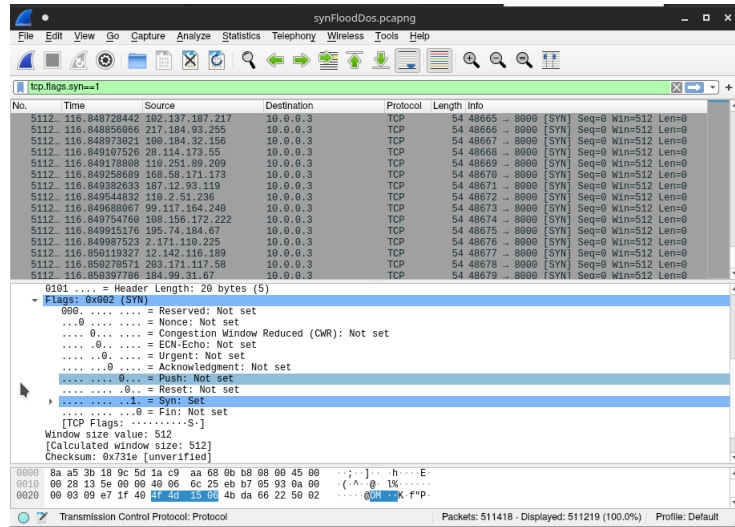 synFloodDos.pcapng
File Edit View Go Capture Analyze Statistics Telephony Wireless Tools Help
tcp.flags.syn==1
No. Time Source Destination Protocol Length Info
5112… 116.848728442 102.137.187.217 10.0.0.3 TCP 54 48665 → 8000 [SYN] Seq=0 Win=512 Len=0
5112… 116.848856066 217.184.93.255 10.0.0.3 TCP 54 48666 → 8000 [SYN] Seq=0 Win=512 Len=0
5112… 116.848973021 100.184.32.156 10.0.0.3 TCP 54 48667 → 8000 [SYN] Seq=0 Win=512 Len=0
5112… 116.849107526 28.114.173.55 10.0.0.3 TCP 54 48668 → 8000 [SYN] Seq=0 Win=512 Len=0
5112… 116.849178808 110.251.89.209 10.0.0.3 TCP 54 48669 → 8000 [SYN] Seq=0 Win=512 Len=0
5112… 116.849258689 168.58.171.173 10.0.0.3 TCP 54 48670 → 8000 [SYN] Seq=0 Win=512 Len=0
5112… 116.849382633 187.12.93.119 10.0.0.3 TCP 54 48671 → 8000 [SYN] Seq=0 Win=512 Len=0
5112… 116.849544832 110.2.51.236 10.0.0.3 TCP 54 48672 → 8000 [SYN] Seq=0 Win=512 Len=0
5112… 116.849688067 99.117.164.240 10.0.0.3 TCP 54 48673 → 8000 [SYN] Seq=0 Win=512 Len=0
5112… 116.849754760 108.156.172.222 10.0.0.3 TCP 54 48674 → 8000 [SYN] Seq=0 Win=512 Len=0
5112… 116.849915176 195.74.184.67 10.0.0.3 TCP 54 48675 → 8000 [SYN] Seq=0 Win=512 Len=0
5112… 116.849987523 2.171.110.225 10.0.0.3 TCP 54 48676 → 8000 [SYN] Seq=0 Win=512 Len=0
5112… 116.850119327 12.142.116.189 10.0.0.3 TCP 54 48677 → 8000 [SYN] Seq=0 Win=512 Len=0
5112… 116.850270571 203.171.117.58 10.0.0.3 TCP 54 48678 → 8000 [SYN] Seq=0 Win=512 Len=0
5112… 116.850397786 184.99.31.67 10.0.0.3 TCP 54 48679 → 8000 [SYN] Seq=0 Win=512 Len=0
0101 .... = Header Length: 20 bytes (5)
Flags: 0x002 (SYN)
000. .... .... = Reserved: Not set
...0 .... .... = Nonce: Not set
.... 0... .... = Congestion Window Reduced (CWR): Not set
.... .0.. .... = ECN-Echo: Not set
.... ..0. .... = Urgent: Not set
.... ...0 .... = Acknowledgment: Not set
.... .... 0... = Push: Not set
.... .... .0.. = Reset: Not set
.... .... ..1. = Syn: Set
.... .... ...0 = Fin: Not set
[TCP Flags: ··········S·]
Window size value: 512
[Calculated window size: 512]
Checksum: 0x731e [unverified]
0000 8a a5 3b 18 9c 5d 1a c9 aa 68 0b b8 08 00 45 00 ··;··]·· ·h····E·
0010 00 28 13 5e 00 00 40 06 6c 25 eb b7 05 93 0a 00 ·(·^··@· l%······
0020 00 03 09 e7 1f 40 4f 4d 15 06 4b da 66 22 50 02 ·····@OM ··K·f"P·
Transmission Control Protocol: Protocol Packets: 511418 · Displayed: 511219 (100.0%) Profile: Default